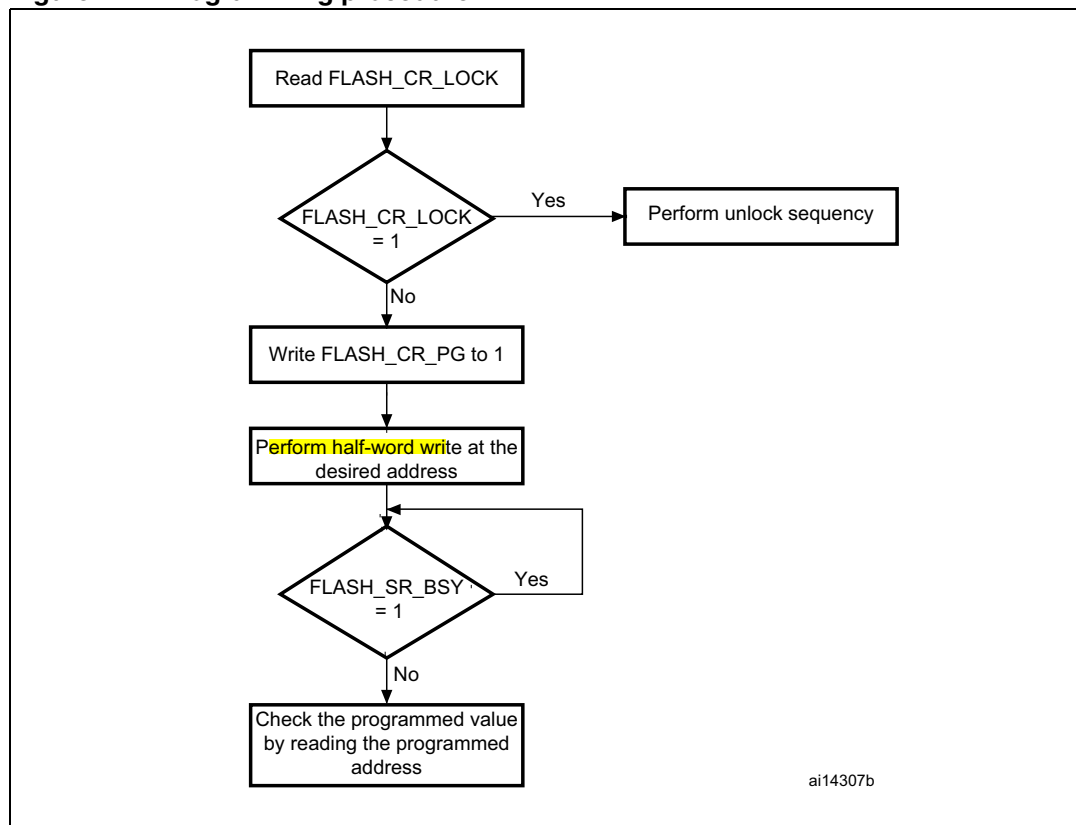 Read FLASH_CR_LOCK
FLASH_CR_LOCK
= 1
Yes
Perform unlock sequency
No
Write FLASH_CR_PG to 1
Perform half-word write at the
desired address
FLASH_SR_BSY
= 1
Yes
No
Check the programmed value
by reading the programmed
address
ai14307b